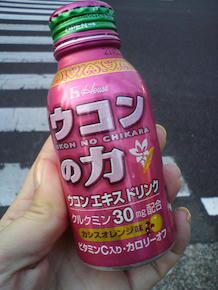 OPEN
House
ウコン
UKON NO CHIKARA
の力
ウコンエキスドリンク
クルクミン30mg配合
カシスオレンジ味
ビタミンC入り・カロリーオフ